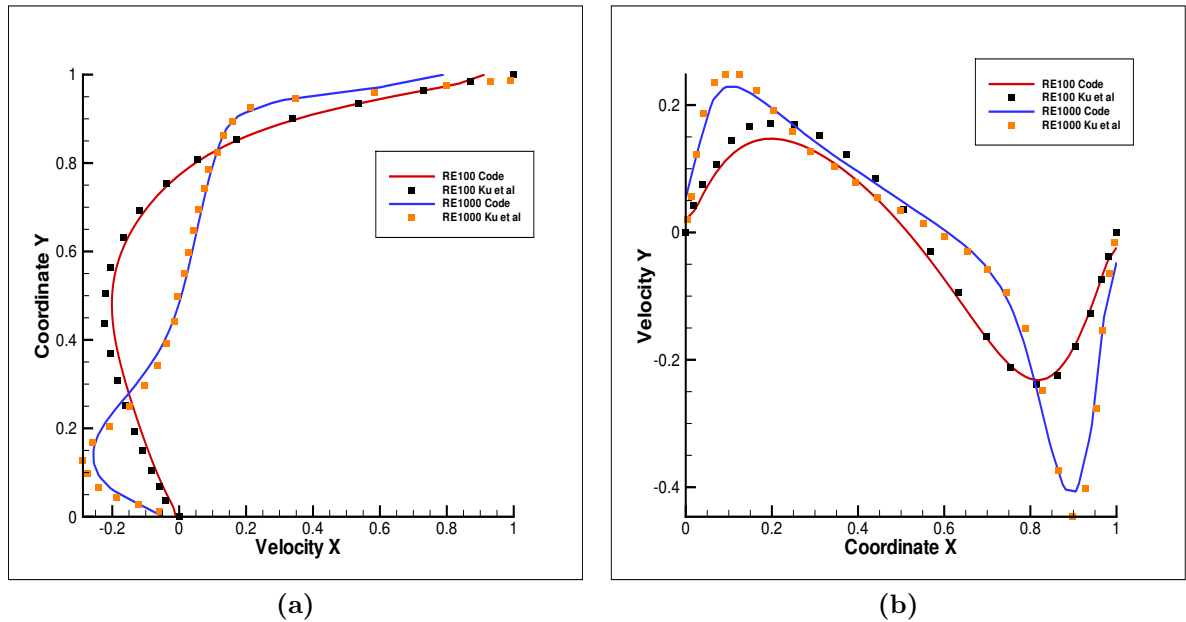 1
0.8
0.6
0.4
0.2
0
Coordinate Y
-0.2
0
0.2
0.4
0.6
0.8
1
Velocity X
RE100 Code
RE100 Ku et al
RE1000 Code
RE1000 Ku et al
(a)
0.2
0
-0.2
-0.4
Velocity Y
0
0.2
0.4
0.6
0.8
1
Coordinate X
RE100 Code
RE100 Ku et al
RE1000 Code
RE1000 Ku et al
(b)